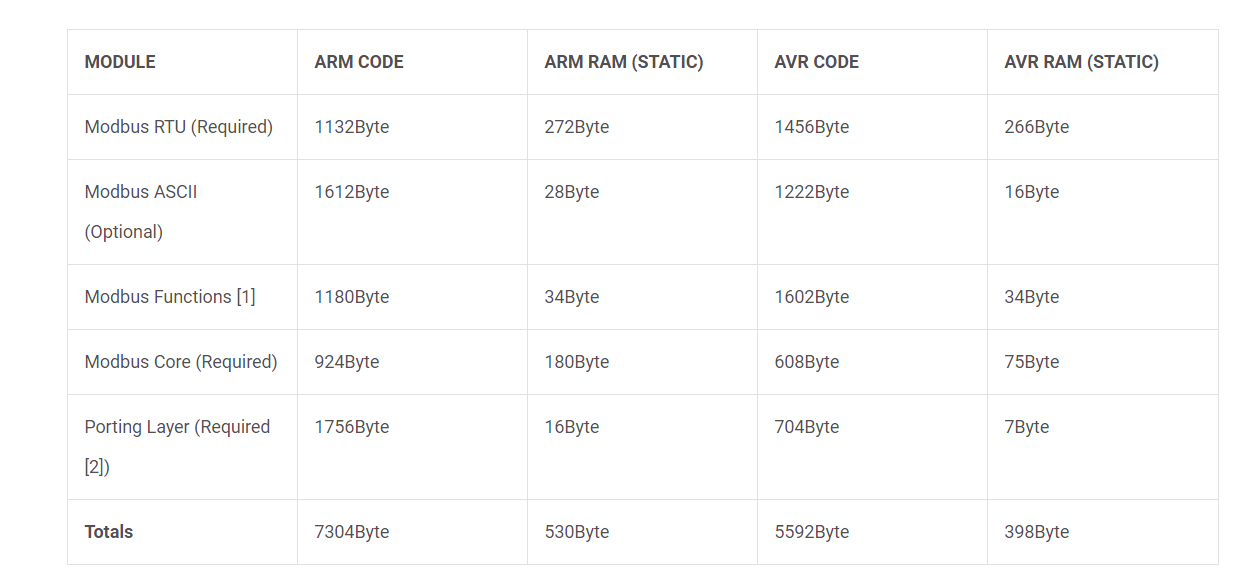 MODULE ARM CODE ARM RAM (STATIC) AVR CODE AVR RAM (STATIC)
Modbus RTU (Required) 1132Byte 272Byte 1456Byte 266Byte
Modbus ASCII 1612Byte 28Byte 1222Byte 16Byte
(Optional)
Modbus Functions [1] 1180Byte 34Byte 1602Byte 34Byte
Modbus Core (Required) 924Byte 180Byte 608Byte 75Byte
Porting Layer (Required 1756Byte 16Byte 704Byte 7Byte
[2])
Totals 7304Byte 530Byte 5592Byte 398Byte